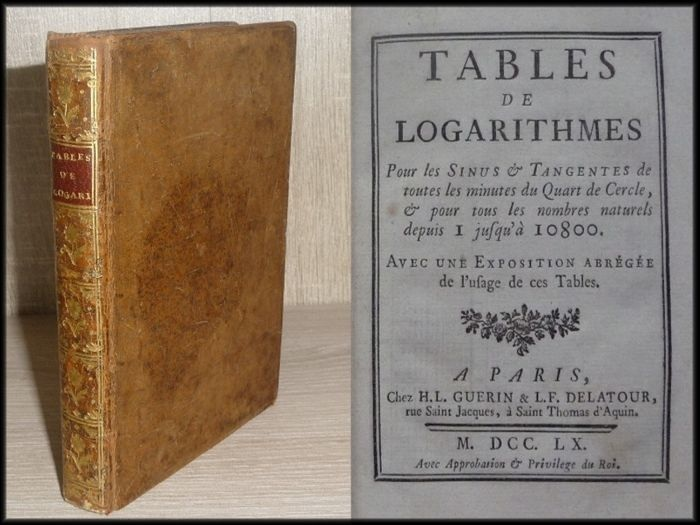 TABLES
D'E
LOGARI
TABLES
DE
LOGARITHMES
Pour les SINUS & TANGENTES de
toutes les minutes du Quart de Cercle,
& pour tous les nombres naturels
depuis 1 juſqu'à 10800.
AVEC UNE EXPOSITION ABRÉGÉE
de l'uſage de ces Tables.
A PARIS,
Chez H.L. GUERIN & L.F. DELATOUR,
rue Saint Jacques, à Saint Thomas d'Aquin.
M. DCC. LX.
Avec Approbation & Privilege du Roi.